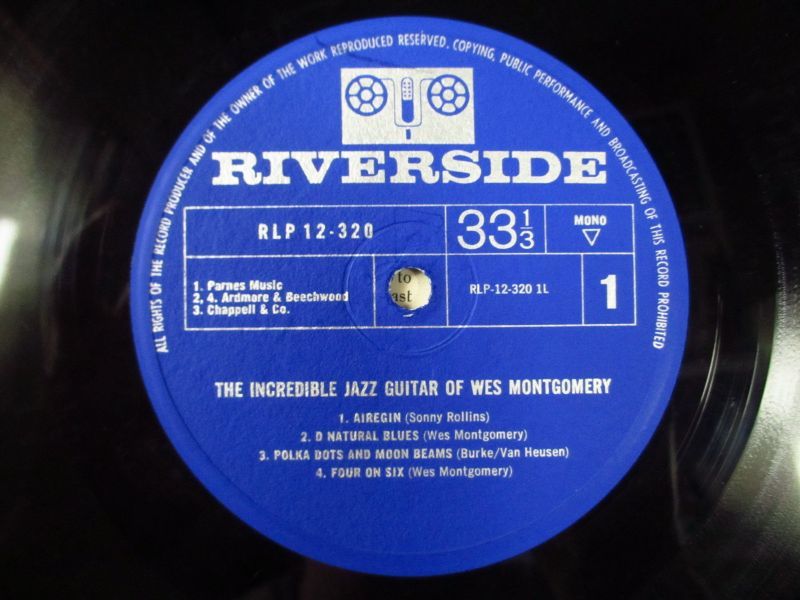 ALL RIGHTS OF THE RECORD PRODUCER AND OF THE OWNER OF THE WORK REPRODUCED RESERVED. COPYING, PUBLIC PERFORMANCE AND BROADCASTING OF THIS RECORD PROHIBITED
RIVERSIDE
RLP 12-320
33⅓
MONO
1. Parnes Music
2, 4. Ardmore & Beechwood
3. Chappell & Co.
to
ast
RLP-12-320 1L
1
THE INCREDIBLE JAZZ GUITAR OF WES MONTGOMERY
1. AIREGIN (Sonny Rollins)
2. D NATURAL BLUES (Wes Montgomery)
3. POLKA DOTS AND MOON BEAMS (Burke/Van Heusen)
4. FOUR ON SIX (Wes Montgomery)